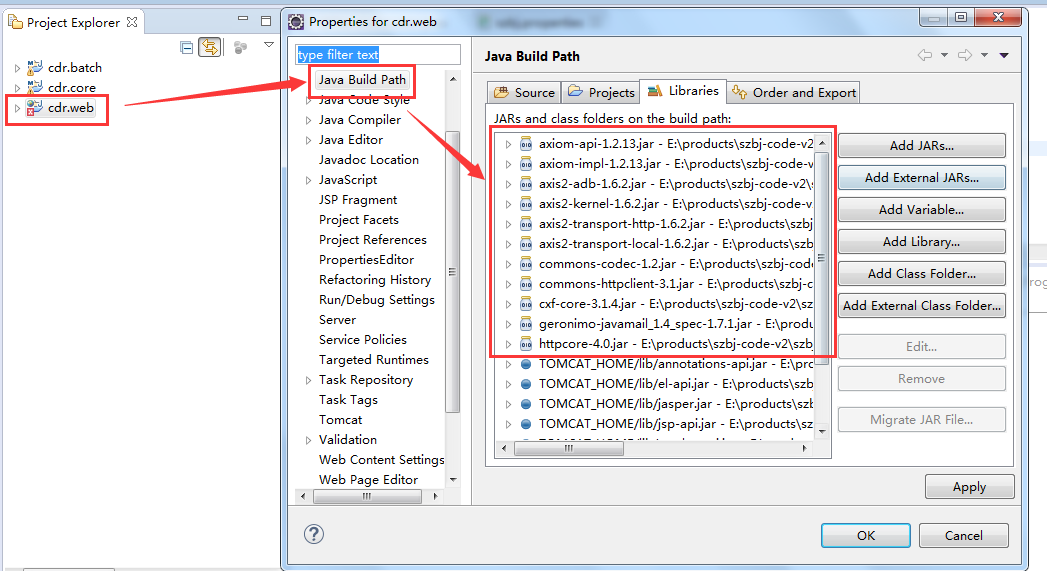 Project Explorer
cdr.batch
cdr.core
cdr.web
Properties for cdr.web
type filter text
Java Build Path
Java Code Style
Java Compiler
Java Editor
Javadoc Location
JavaScript
JSP Fragment
Project Facets
Project References
PropertiesEditor
Refactoring History
Run/Debug Settings
Server
Service Policies
Targeted Runtimes
Task Repository
Task Tags
Tomcat
Validation
Web Content Settings
Web Page Editor
Java Build Path
Source
Projects
Libraries
Order and Export
JARs and class folders on the build path:
axiom-api-1.2.13.jar - E:\products\szbj-code-v2
axiom-impl-1.2.13.jar - E:\products\szbj-code-v
axis2-adb-1.6.2.jar - E:\products\szbj-code-v2\
axis2-kernel-1.6.2.jar - E:\products\szbj-code-v
axis2-transport-http-1.6.2.jar - E:\products\szb
axis2-transport-local-1.6.2.jar - E:\products\szb
commons-codec-1.2.jar - E:\products\szbj-code
commons-httpclient-3.1.jar - E:\products\szbj-c
cxf-core-3.1.4.jar - E:\products\szbj-code-v2\sz
geronimo-javamail_1.4_spec-1.7.1.jar - E:\produ
httpcore-4.0.jar - E:\products\szbj-code-v2\szb
TOMCAT_HOME/lib/annotations-api.jar - E:\proc
TOMCAT_HOME/lib/el-api.jar - E:\products\szbj
TOMCAT_HOME/lib/jasper.jar - E:\products\szb
TOMCAT_HOME/lib/jsp-api.jar - E:\products\szb
Add JARs...
Add External JARs...
Add Variable...
Add Library...
Add Class Folder...
Add External Class Folder...
Edit...
Remove
Migrate JAR File...
Apply
OK
Cancel